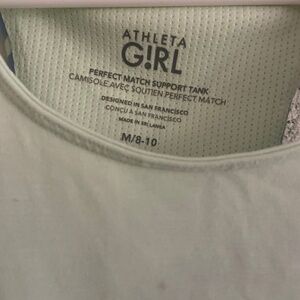 ATHLETA
G!RL
PERFECT MATCH SUPPORT TANK
CAMISOLE AVEC SOUTIEN PERFECT MATCH
DESIGNED IN SAN FRANCISCO
CONÇU À SAN FRANCISCO
MADE IN SRI LANKA
M/8-10